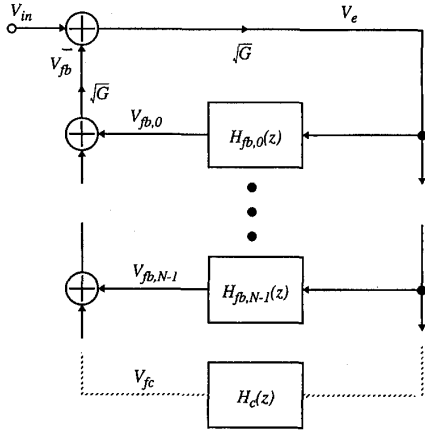 V_in
V_e
−
V_fb
√G
√G
V_fb,0
H_fb,0(z)
V_fb,N-1
H_fb,N-1(z)
V_fc
H_c(z)